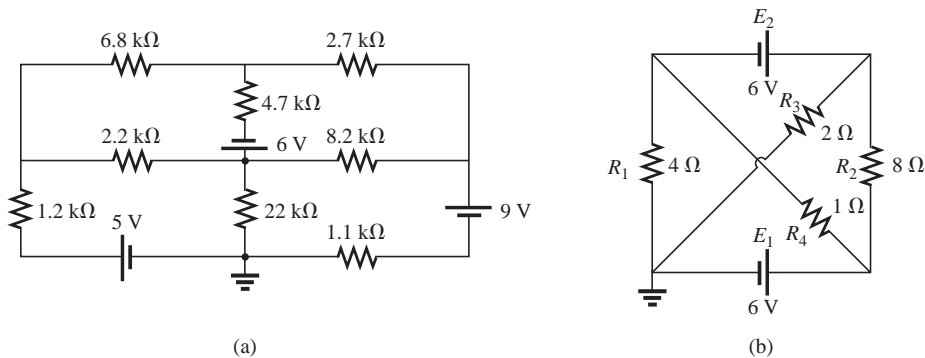 6.8 kΩ
2.7 kΩ
4.7 kΩ
2.2 kΩ
6 V
8.2 kΩ
1.2 kΩ
5 V
22 kΩ
9 V
1.1 kΩ
(a)
E2
6 V
R3
2 Ω
R1
4 Ω
R2
8 Ω
1 Ω
R4
E1
6 V
(b)